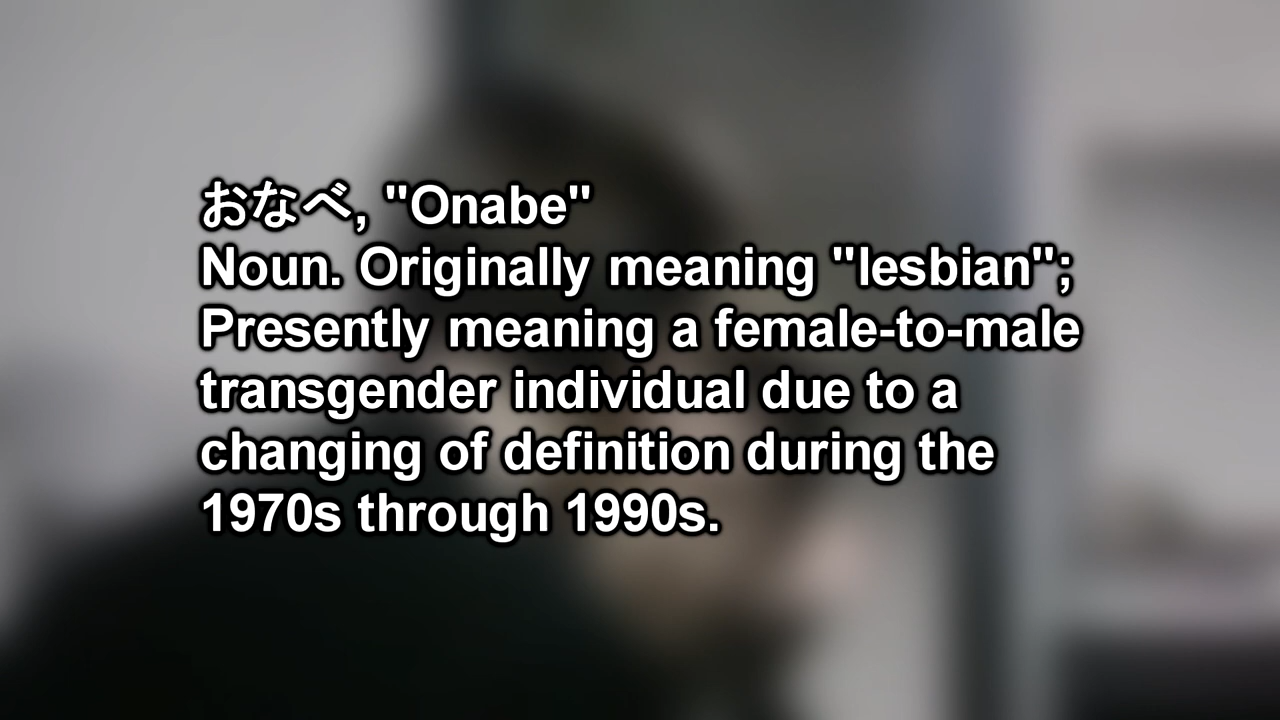 おなべ, "Onabe"
Noun. Originally meaning "lesbian";
Presently meaning a female-to-male
transgender individual due to a
changing of definition during the
1970s through 1990s.